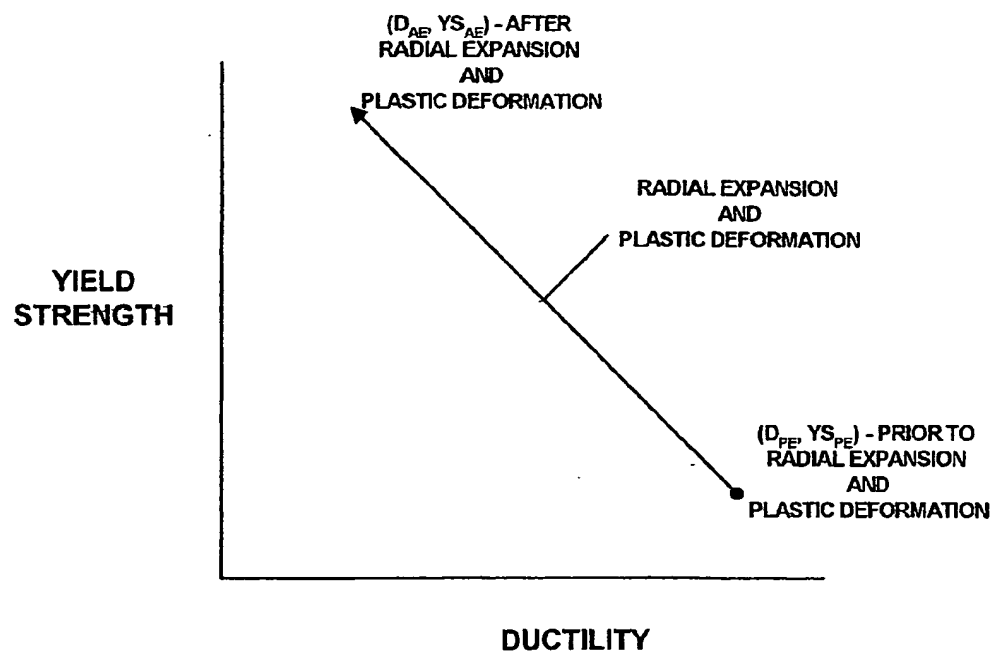 (D_AE, YS_AE) - AFTER
RADIAL EXPANSION
AND
PLASTIC DEFORMATION
RADIAL EXPANSION
AND
PLASTIC DEFORMATION
YIELD
STRENGTH
(D_PE, YS_PE) - PRIOR TO
RADIAL EXPANSION
AND
PLASTIC DEFORMATION
DUCTILITY